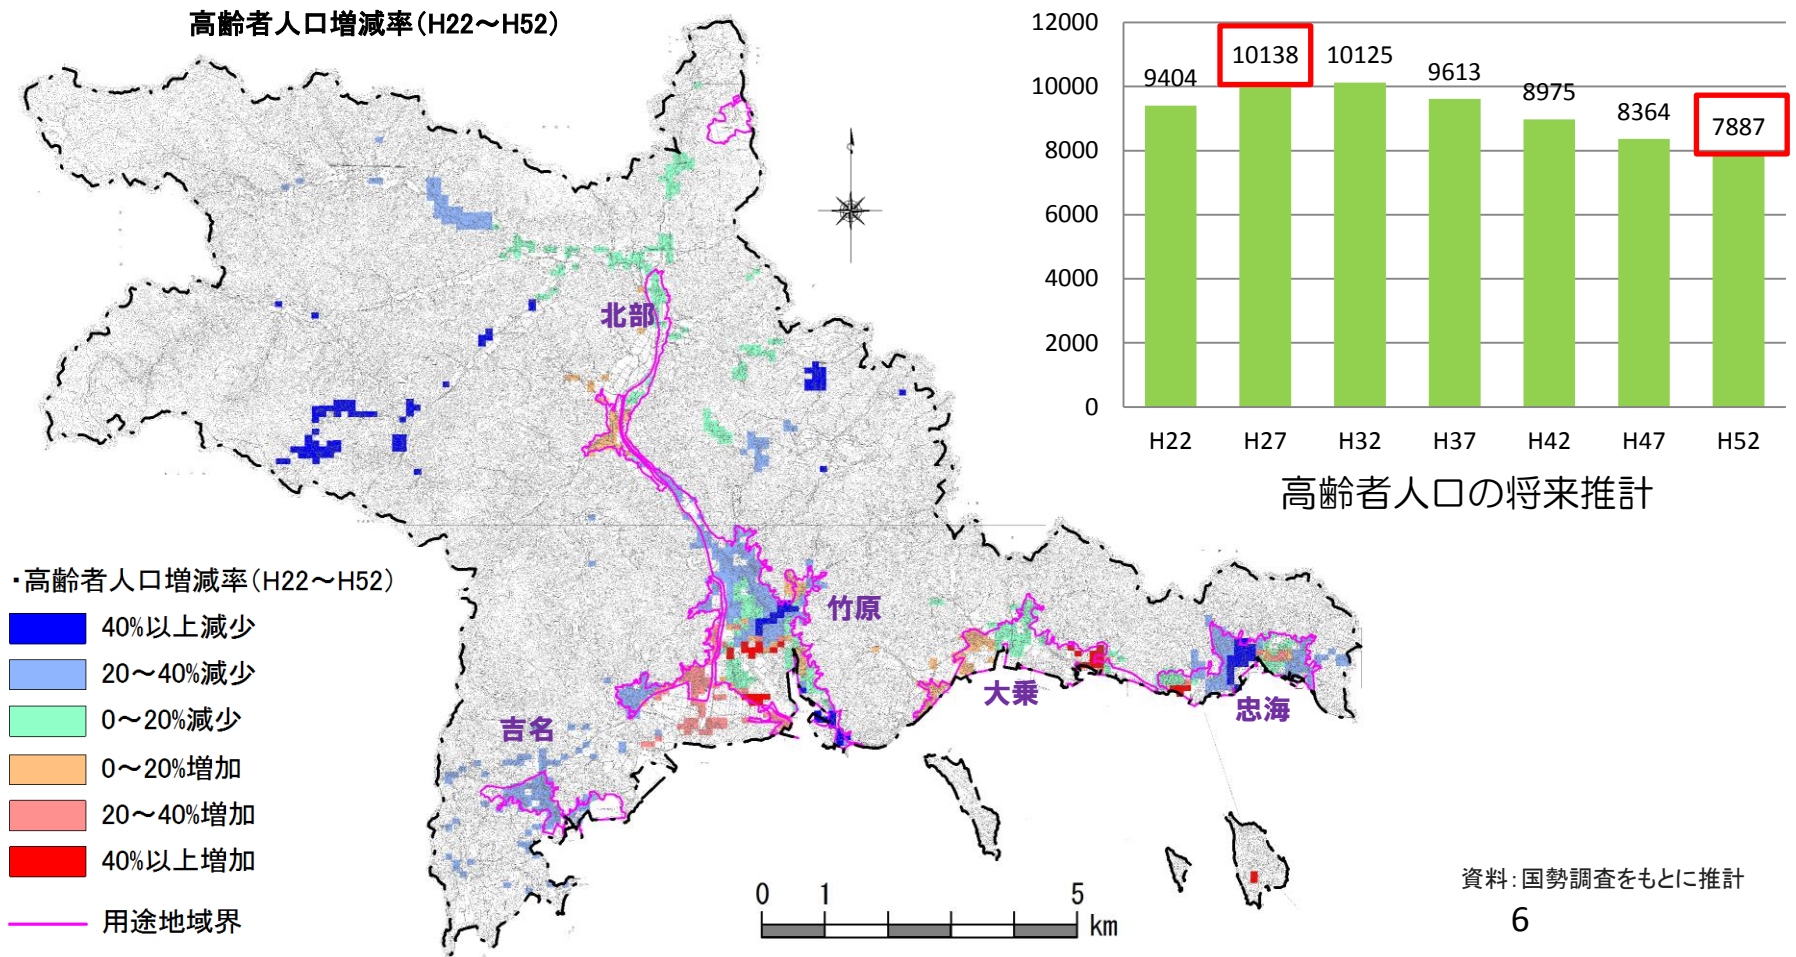 高齢者人口増減率(H22～H52)
北部
竹原
大乗
忠海
吉名
・高齢者人口増減率(H22～H52)
40%以上減少
20～40%減少
0～20%減少
0～20%増加
20～40%増加
40%以上増加
用途地域界
0 1 5
km
12000
10000
8000
6000
4000
2000
0
9404
10138
10125
9613
8975
8364
7887
H22 H27 H32 H37 H42 H47 H52
高齢者人口の将来推計
資料:国勢調査をもとに推計
6